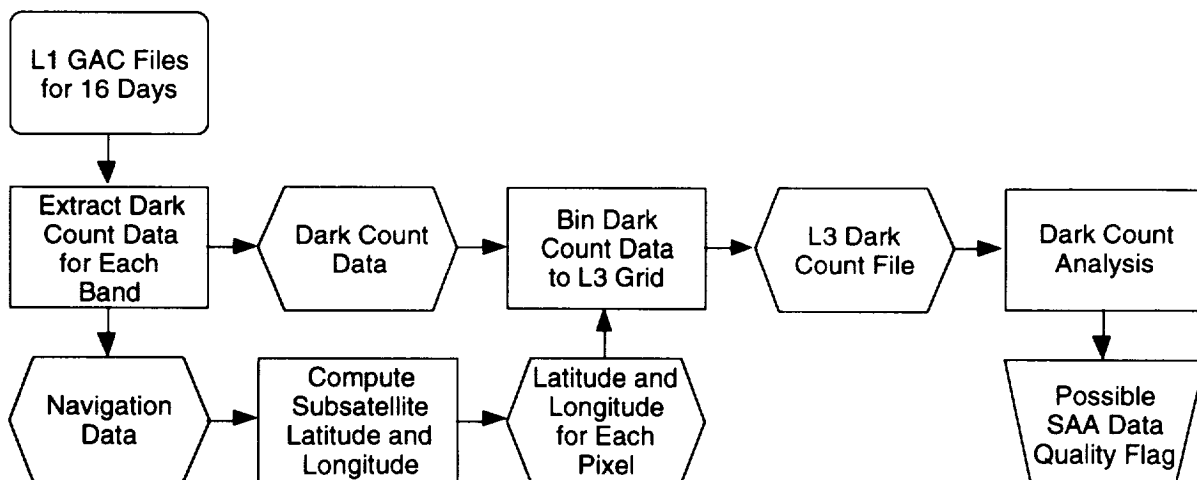 L1 GAC Files
for 16 Days
Extract Dark
Count Data
for Each
Band
Dark Count
Data
Bin Dark
Count Data
to L3 Grid
L3 Dark
Count File
Dark Count
Analysis
Navigation
Data
Compute
Subsatellite
Latitude and
Longitude
Latitude and
Longitude
for Each
Pixel
Possible
SAA Data
Quality Flag